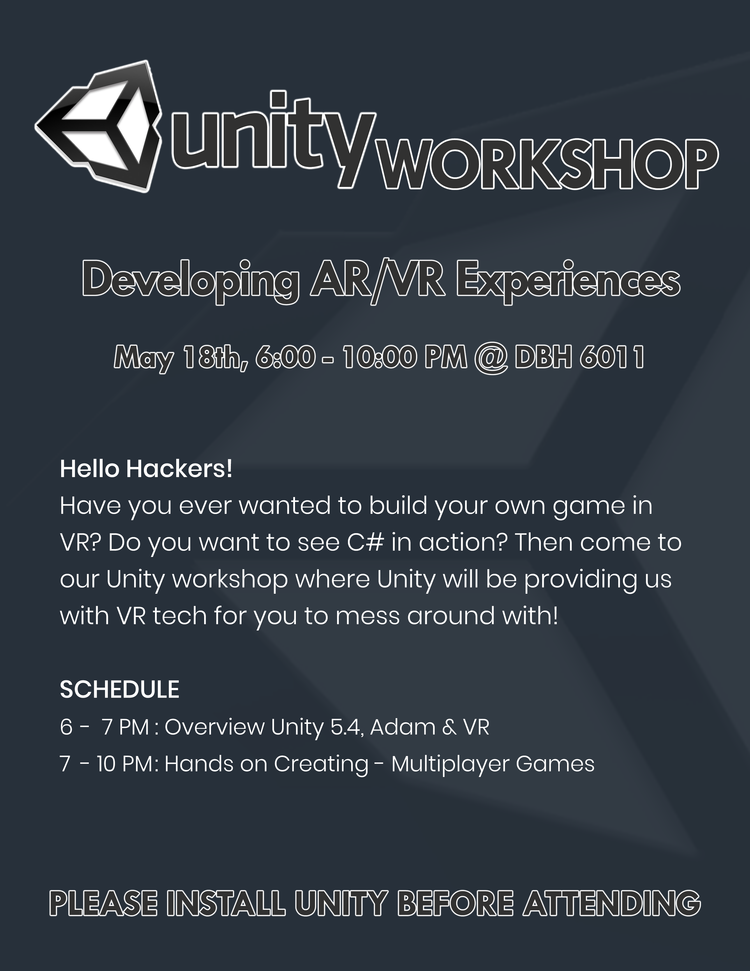 unity WORKSHOP
Developing AR/VR Experiences
May 18th, 6:00 - 10:00 PM @ DBH 6011
Hello Hackers!
Have you ever wanted to build your own game in
VR? Do you want to see C# in action? Then come to
our Unity workshop where Unity will be providing us
with VR tech for you to mess around with!
SCHEDULE
6 - 7 PM : Overview Unity 5.4, Adam & VR
7 - 10 PM: Hands on Creating - Multiplayer Games
PLEASE INSTALL UNITY BEFORE ATTENDING